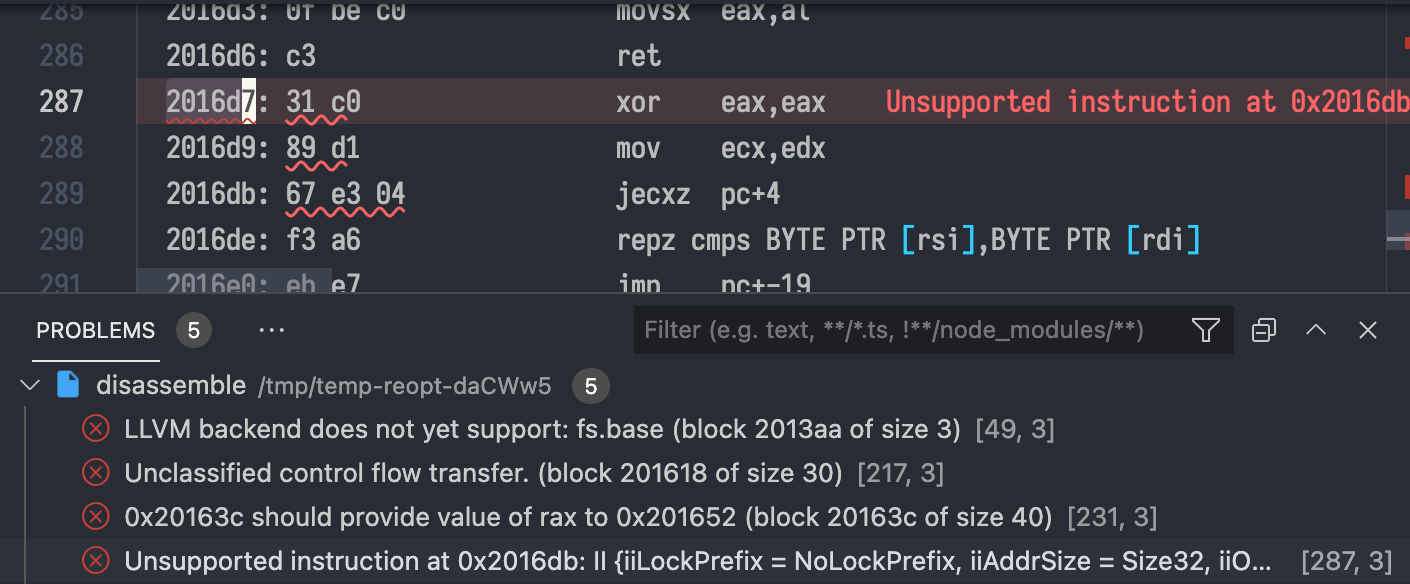 285 2016d3: 0f be c0 movsx eax,al
286 2016d6: c3 ret
287 2016d7: 31 c0 xor eax,eax Unsupported instruction at 0x2016db
288 2016d9: 89 d1 mov ecx,edx
289 2016db: 67 e3 04 jecxz pc+4
290 2016de: f3 a6 repz cmps BYTE PTR [rsi],BYTE PTR [rdi]
291 2016e0: eb e7 jmp pc+-19
PROBLEMS 5 ... Filter (e.g. text, **/*.ts, !**/node_modules/**)
disassemble /tmp/temp-reopt-daCWw5 5
LLVM backend does not yet support: fs.base (block 2013aa of size 3) [49, 3]
Unclassified control flow transfer. (block 201618 of size 30) [217, 3]
0x20163c should provide value of rax to 0x201652 (block 20163c of size 40) [231, 3]
Unsupported instruction at 0x2016db: II {iiLockPrefix = NoLockPrefix, iiAddrSize = Size32, iiO... [287, 3]